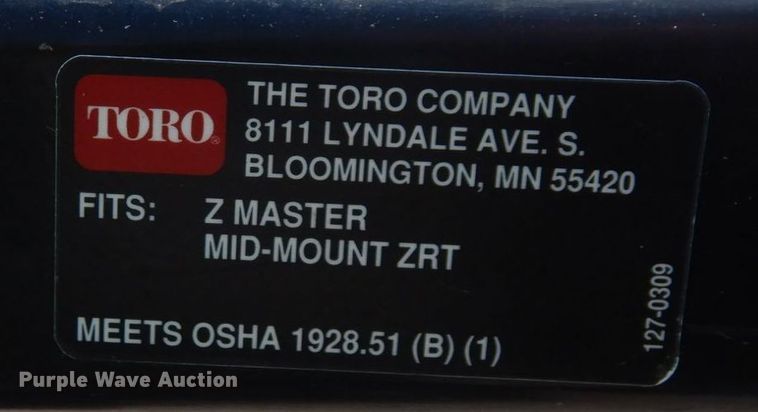 TORO
THE TORO COMPANY
8111 LYNDALE AVE. S.
BLOOMINGTON, MN 55420
FITS: Z MASTER
MID-MOUNT ZRT
MEETS OSHA 1928.51 (B) (1)
127-0309
Purple Wave Auction